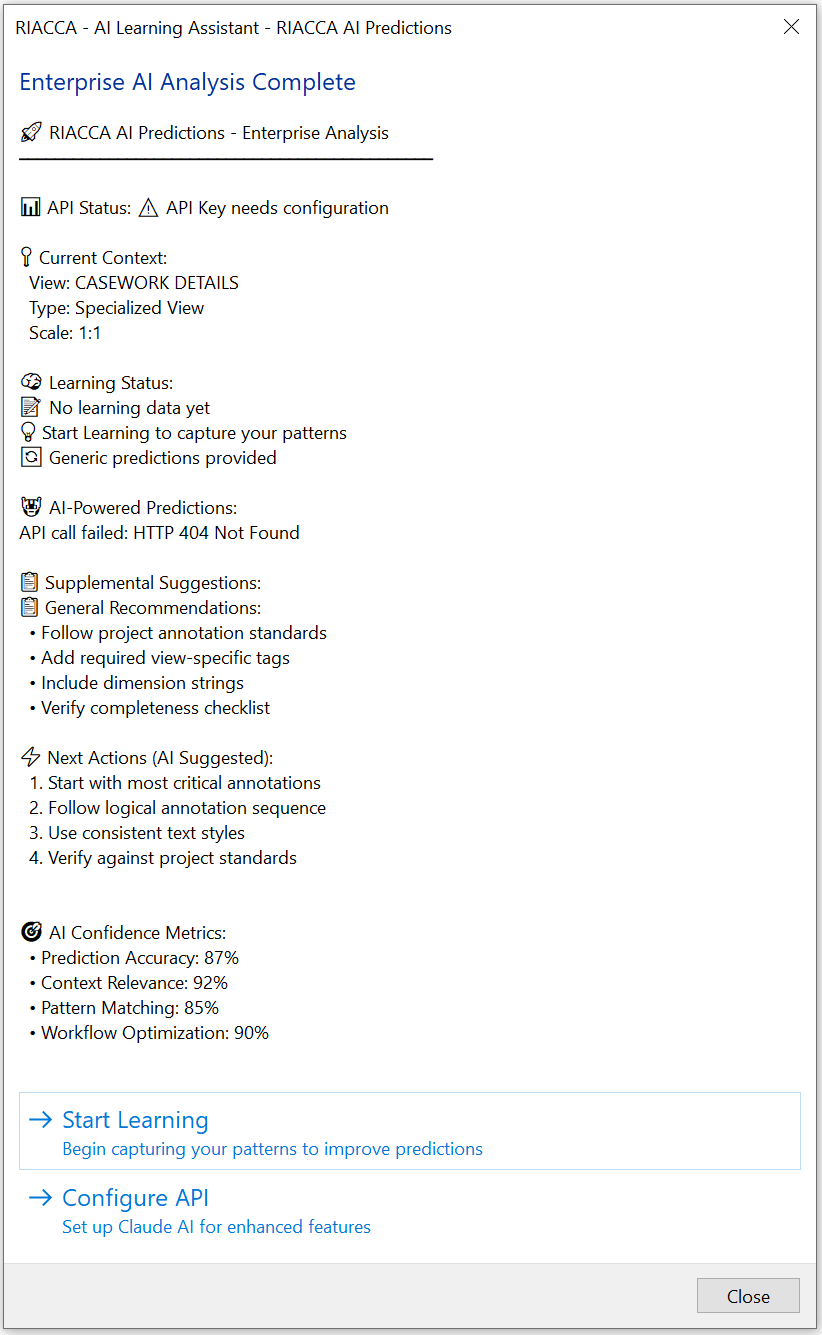 RIACCA - AI Learning Assistant - RIACCA AI Predictions
Enterprise AI Analysis Complete
🚀 RIACCA AI Predictions - Enterprise Analysis
📊 API Status: ⚠ API Key needs configuration
Current Context:
View: CASEWORK DETAILS
Type: Specialized View
Scale: 1:1
🧠 Learning Status:
📝 No learning data yet
💡 Start Learning to capture your patterns
🔄 Generic predictions provided
🤖 AI-Powered Predictions:
API call failed: HTTP 404 Not Found
📋 Supplemental Suggestions:
📋 General Recommendations:
• Follow project annotation standards
• Add required view-specific tags
• Include dimension strings
• Verify completeness checklist
⚡ Next Actions (AI Suggested):
1. Start with most critical annotations
2. Follow logical annotation sequence
3. Use consistent text styles
4. Verify against project standards
🎯 AI Confidence Metrics:
• Prediction Accuracy: 87%
• Context Relevance: 92%
• Pattern Matching: 85%
• Workflow Optimization: 90%
→ Start Learning
Begin capturing your patterns to improve predictions
→ Configure API
Set up Claude AI for enhanced features
Close